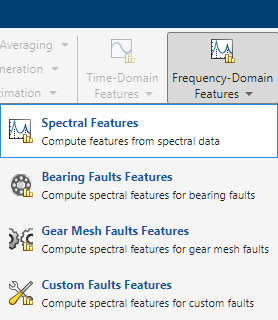 Averaging
neration
timation
Time-Domain
Features
Frequency-Domain
Features
Spectral Features
Compute features from spectral data
Bearing Faults Features
Compute spectral features for bearing faults
Gear Mesh Faults Features
Compute spectral features for gear mesh faults
Custom Faults Features
Compute spectral features for custom faults